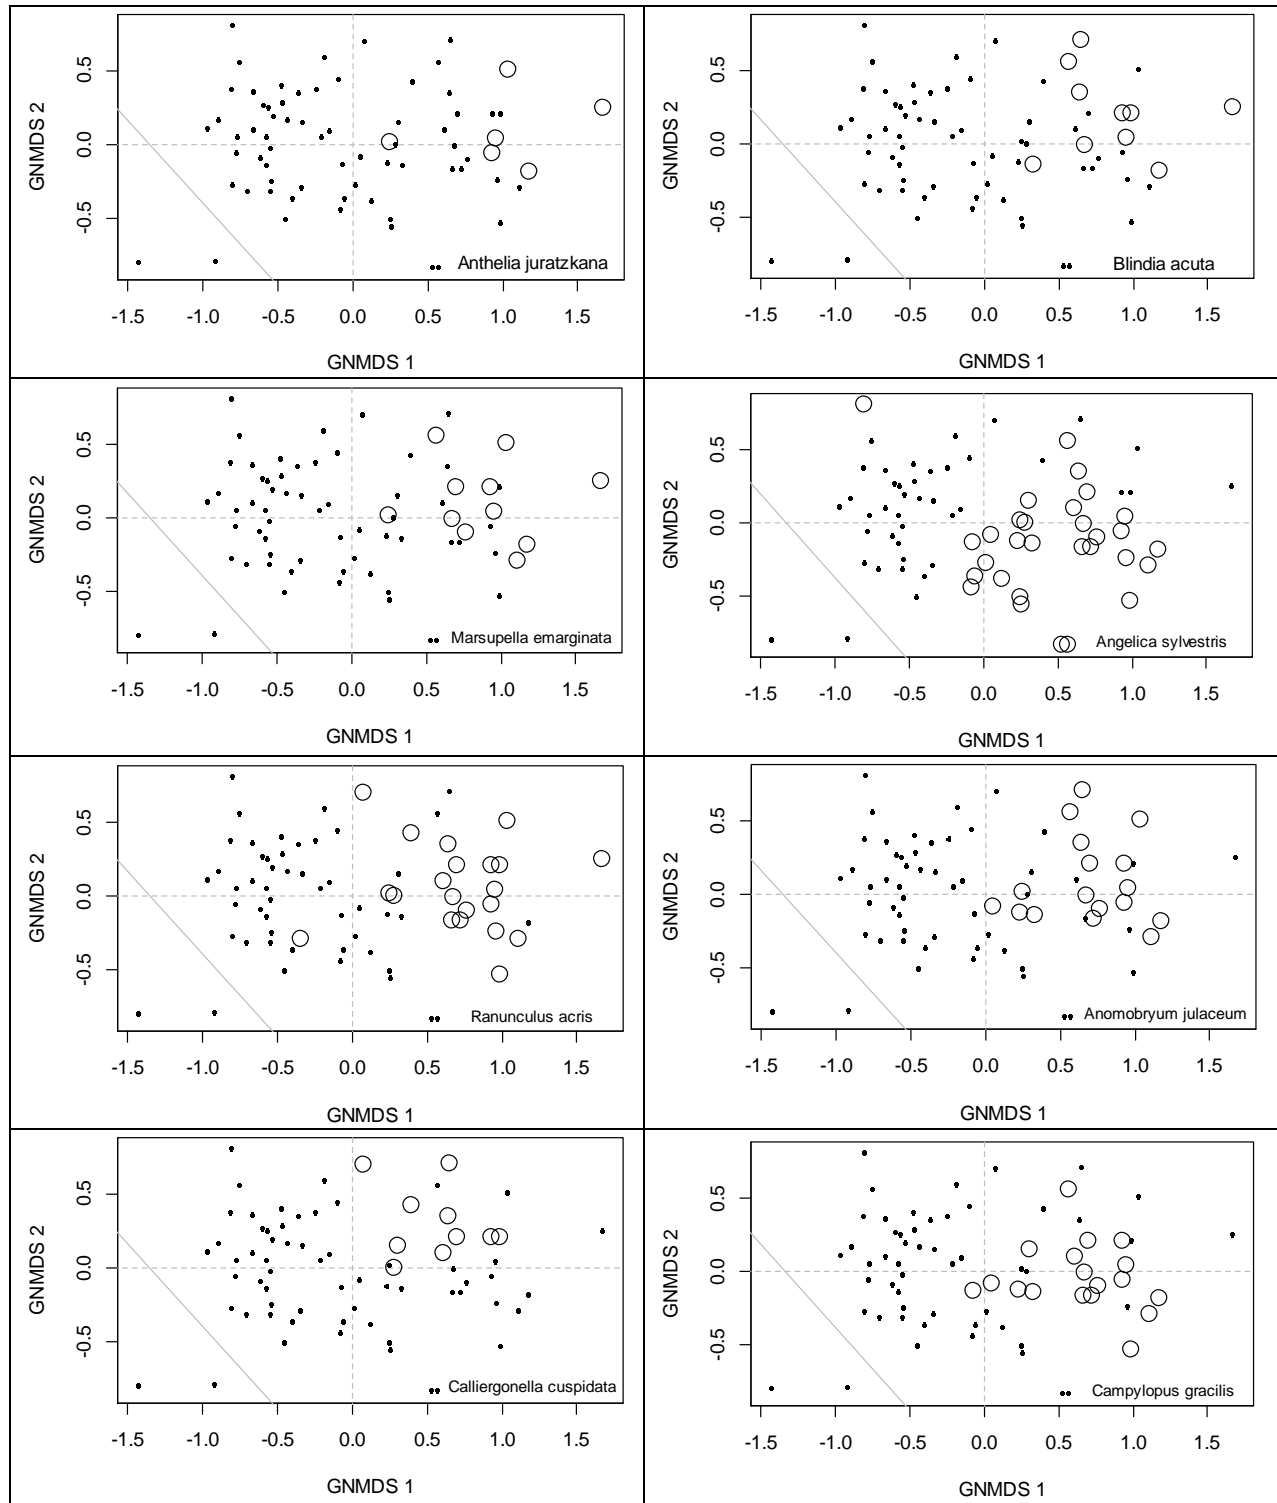 GNMDS 2
0.5
0.0
-0.5
Anthelia juratzkana
-1.5 -1.0 -0.5 0.0 0.5 1.0 1.5
GNMDS 1
GNMDS 2
0.5
0.0
-0.5
Blindia acuta
-1.5 -1.0 -0.5 0.0 0.5 1.0 1.5
GNMDS 1
GNMDS 2
0.5
0.0
-0.5
Marsupella emarginata
-1.5 -1.0 -0.5 0.0 0.5 1.0 1.5
GNMDS 1
GNMDS 2
0.5
0.0
-0.5
Angelica sylvestris
-1.5 -1.0 -0.5 0.0 0.5 1.0 1.5
GNMDS 1
GNMDS 2
0.5
0.0
-0.5
Ranunculus acris
-1.5 -1.0 -0.5 0.0 0.5 1.0 1.5
GNMDS 1
GNMDS 2
0.5
0.0
-0.5
Anomobryum julaceum
-1.5 -1.0 -0.5 0.0 0.5 1.0 1.5
GNMDS 1
GNMDS 2
0.5
0.0
-0.5
Calliergonella cuspidata
-1.5 -1.0 -0.5 0.0 0.5 1.0 1.5
GNMDS 1
GNMDS 2
0.5
0.0
-0.5
Campylopus gracilis
-1.5 -1.0 -0.5 0.0 0.5 1.0 1.5
GNMDS 1